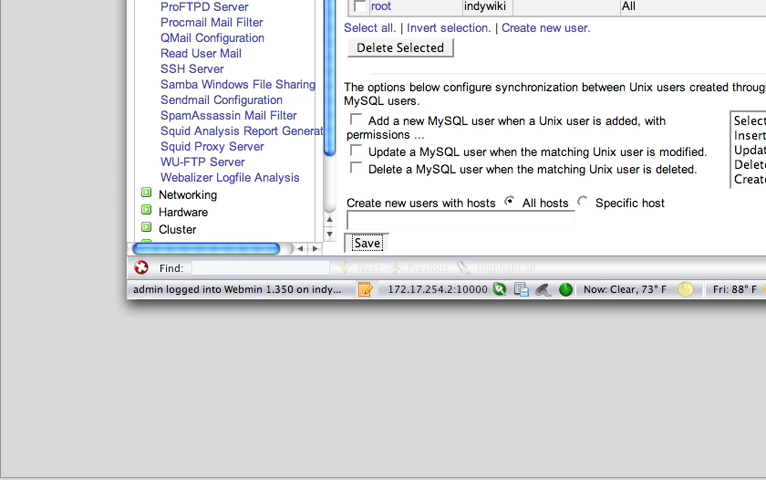 ProFTPD Server
Procmail Mail Filter
QMail Configuration
Read User Mail
SSH Server
Samba Windows File Sharing
Sendmail Configuration
SpamAssassin Mail Filter
Squid Analysis Report Generat
Squid Proxy Server
WU-FTP Server
Webalizer Logfile Analysis
Networking
Hardware
Cluster
root indywiki All
Select all. | Invert selection. | Create new user.
Delete Selected
The options below configure synchronization between Unix users created throug
MySQL users.
Add a new MySQL user when a Unix user is added, with
permissions ...
Update a MySQL user when the matching Unix user is modified.
Delete a MySQL user when the matching Unix user is deleted.
Select
Insert
Updat
Delet
Create
Create new users with hosts All hosts Specific host
Save
Find: Next Previous Highlight all
admin logged into Webmin 1.350 on indy... 172.17.254.2:10000 Now: Clear, 73° F Fri: 88° F